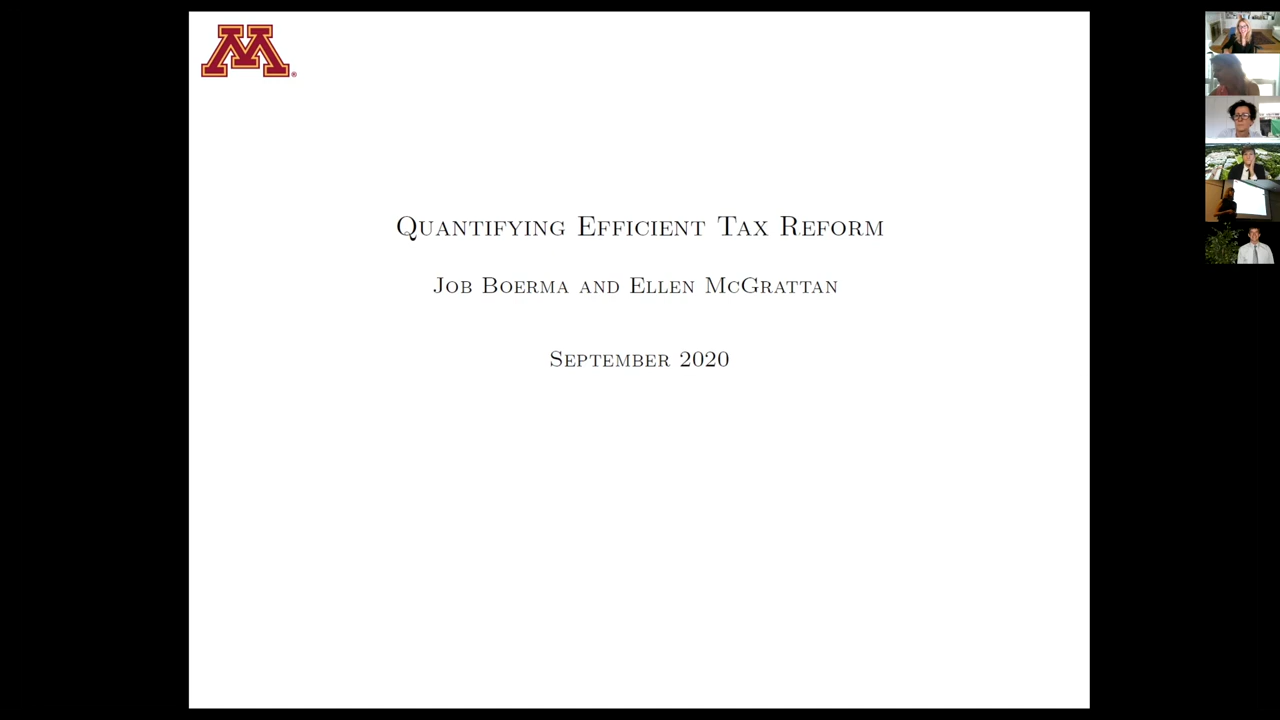 M
QUANTIFYING EFFICIENT TAX REFORM
JOB BOERMA AND ELLEN MCGRATTAN
SEPTEMBER 2020